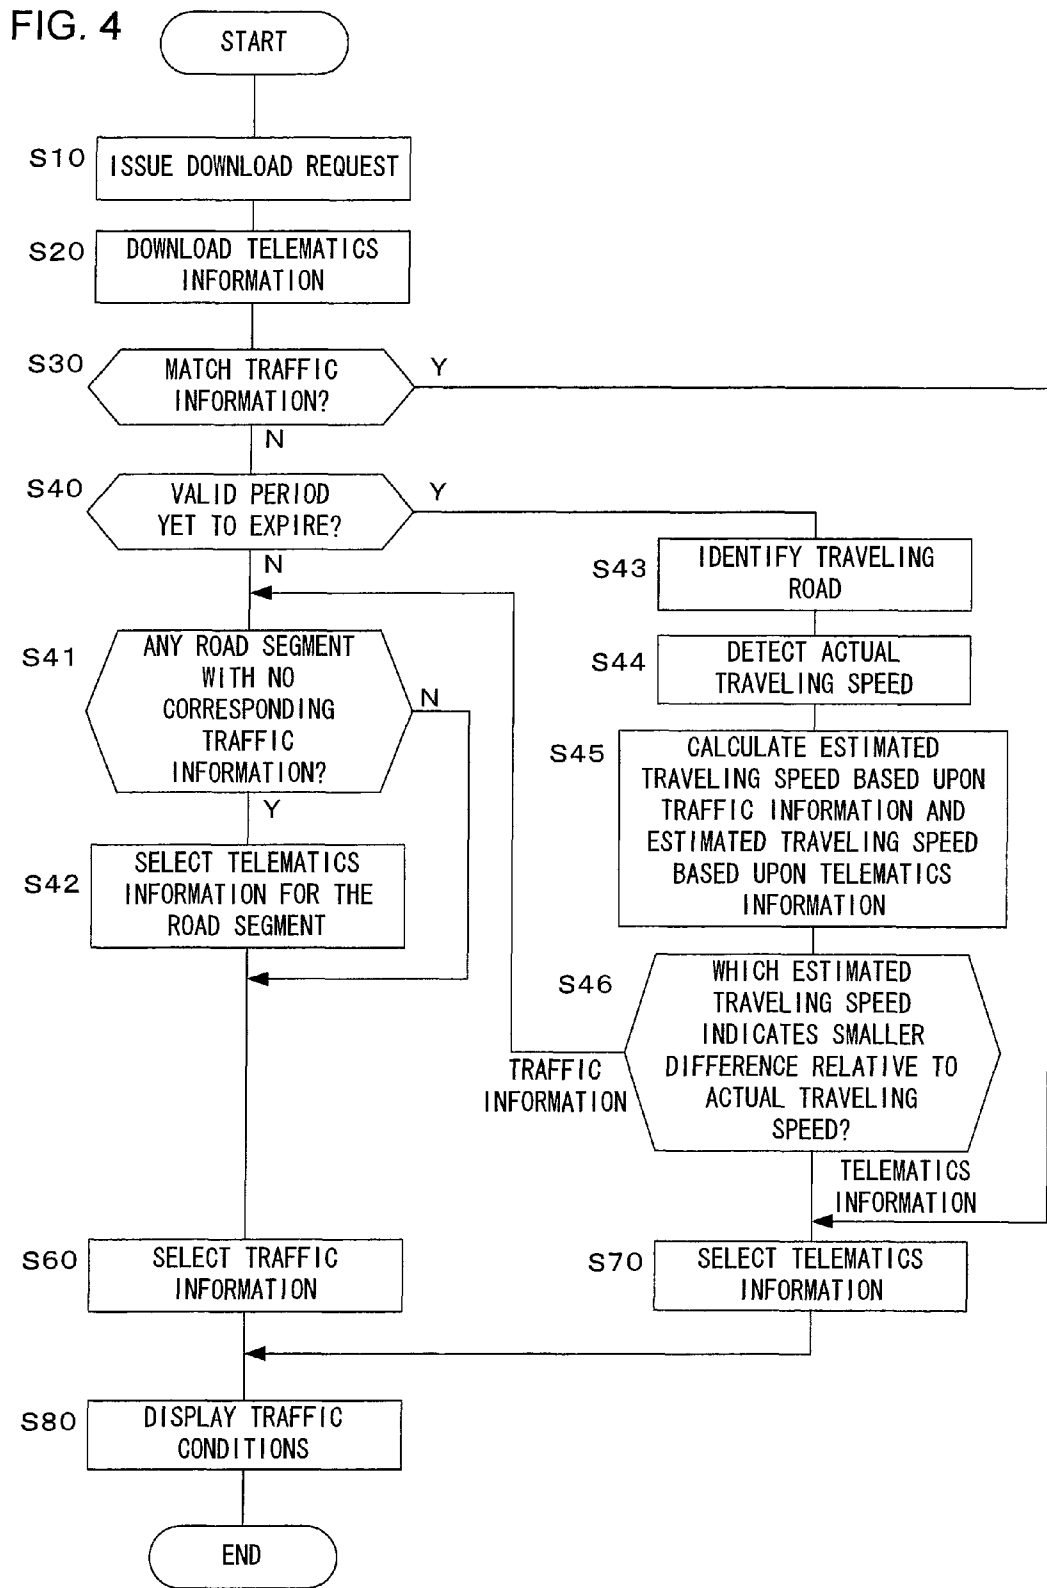 FIG. 4
START
S10
ISSUE DOWNLOAD REQUEST
S20
DOWNLOAD TELEMATICS
INFORMATION
S30
MATCH TRAFFIC
INFORMATION?
Y
N
S40
VALID PERIOD
YET TO EXPIRE?
Y
N
S43
IDENTIFY TRAVELING
ROAD
S41
ANY ROAD SEGMENT
WITH NO
CORRESPONDING
TRAFFIC
INFORMATION?
N
Y
S44
DETECT ACTUAL
TRAVELING SPEED
S45
CALCULATE ESTIMATED
TRAVELING SPEED BASED UPON
TRAFFIC INFORMATION AND
ESTIMATED TRAVELING SPEED
BASED UPON TELEMATICS
INFORMATION
S42
SELECT TELEMATICS
INFORMATION FOR THE
ROAD SEGMENT
S46
WHICH ESTIMATED
TRAVELING SPEED
INDICATES SMALLER
DIFFERENCE RELATIVE TO
ACTUAL TRAVELING
SPEED?
TRAFFIC
INFORMATION
TELEMATICS
INFORMATION
S60
SELECT TRAFFIC
INFORMATION
S70
SELECT TELEMATICS
INFORMATION
S80
DISPLAY TRAFFIC
CONDITIONS
END